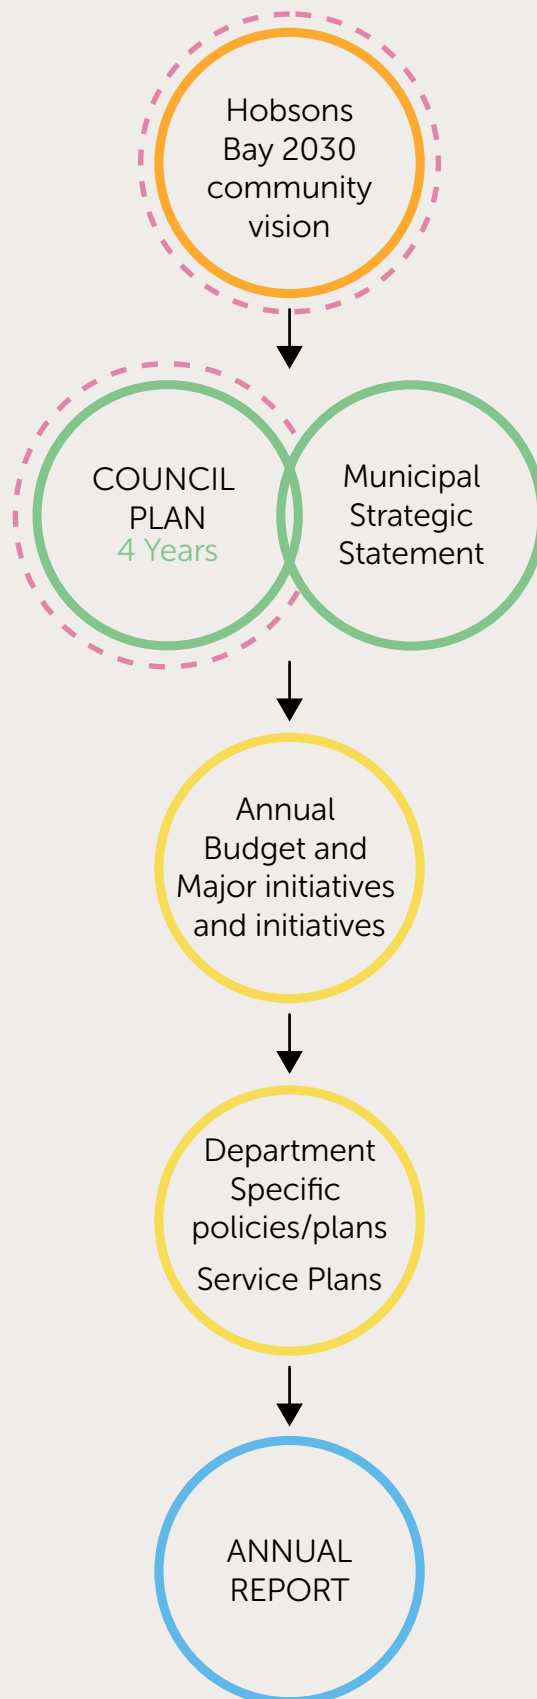 Hobsons
Bay 2030
community
vision
COUNCIL
PLAN
4 Years
Municipal
Strategic
Statement
Annual
Budget and
Major initiatives
and initiatives
Department
Specific
policies/plans
Service Plans
ANNUAL
REPORT